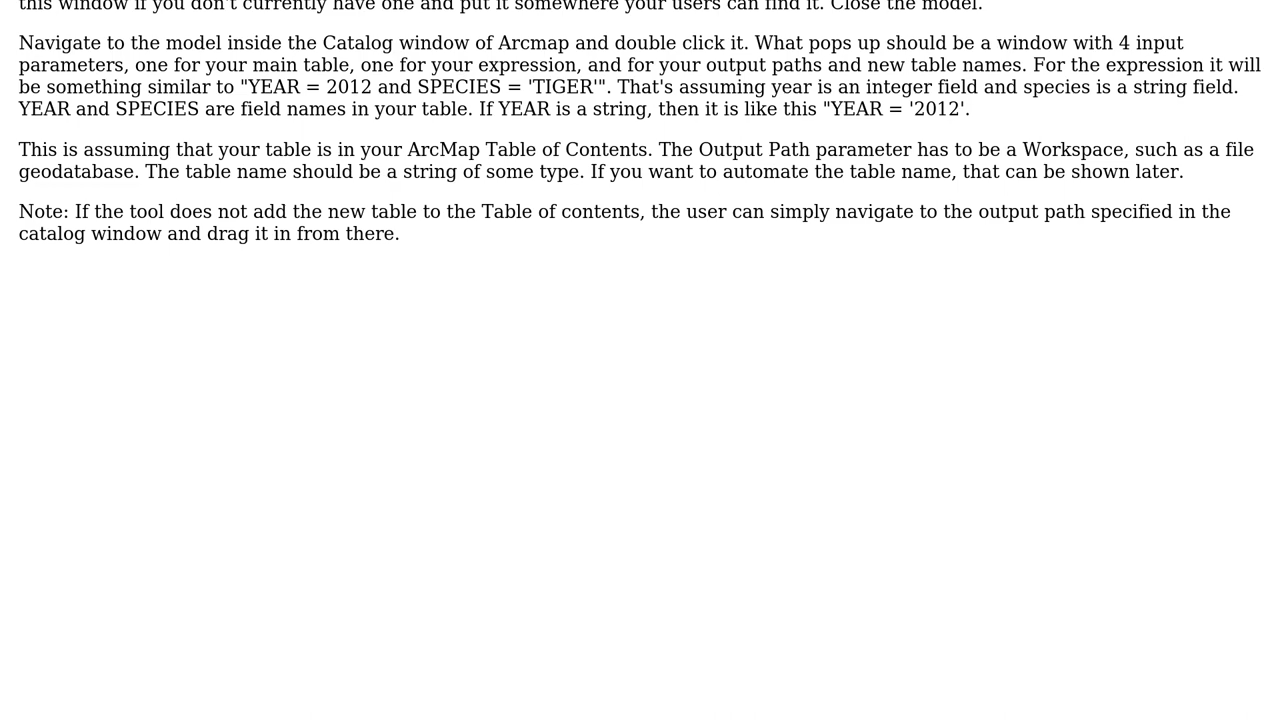 this window if you don't currently have one and put it somewhere your users can find it. Close the model.
Navigate to the model inside the Catalog window of Arcmap and double click it. What pops up should be a window with 4 input
parameters, one for your main table, one for your expression, and for your output paths and new table names. For the expression it will
be something similar to "YEAR = 2012 and SPECIES = 'TIGER'". That's assuming year is an integer field and species is a string field.
YEAR and SPECIES are field names in your table. If YEAR is a string, then it is like this "YEAR = '2012'.
This is assuming that your table is in your ArcMap Table of Contents. The Output Path parameter has to be a Workspace, such as a file
geodatabase. The table name should be a string of some type. If you want to automate the table name, that can be shown later.
Note: If the tool does not add the new table to the Table of contents, the user can simply navigate to the output path specified in the
catalog window and drag it in from there.